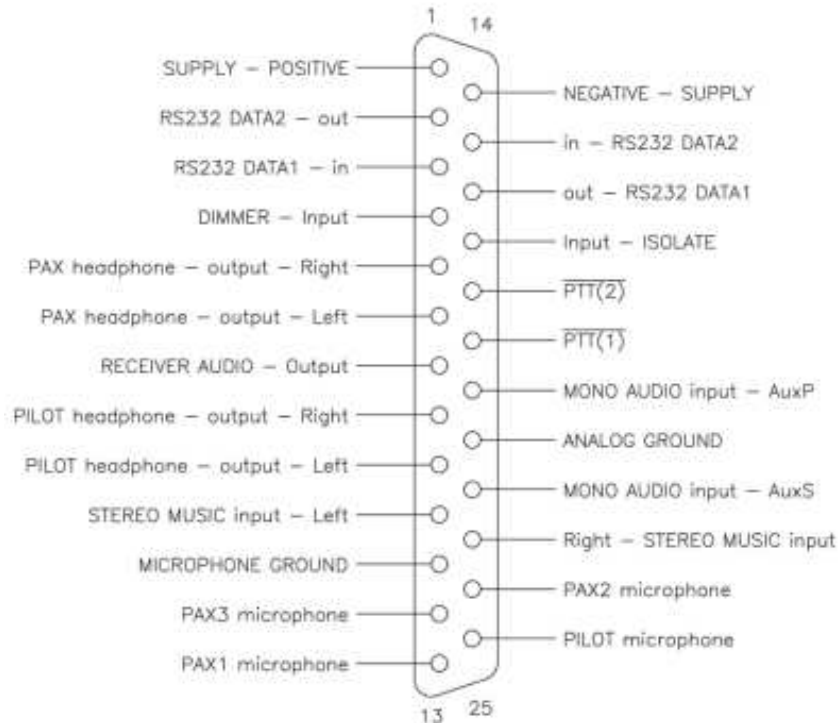 1
14
SUPPLY – POSITIVE
NEGATIVE – SUPPLY
RS232 DATA2 – out
in – RS232 DATA2
RS232 DATA1 – in
out – RS232 DATA1
DIMMER – Input
Input – ISOLATE
PAX headphone – output – Right
PTT(2)
PAX headphone – output – Left
PTT(1)
RECEIVER AUDIO – Output
MONO AUDIO input – AuxP
PILOT headphone – output – Right
ANALOG GROUND
PILOT headphone – output – Left
MONO AUDIO input – AuxS
STEREO MUSIC input – Left
Right – STEREO MUSIC input
MICROPHONE GROUND
PAX2 microphone
PAX3 microphone
PILOT microphone
PAX1 microphone
13
25